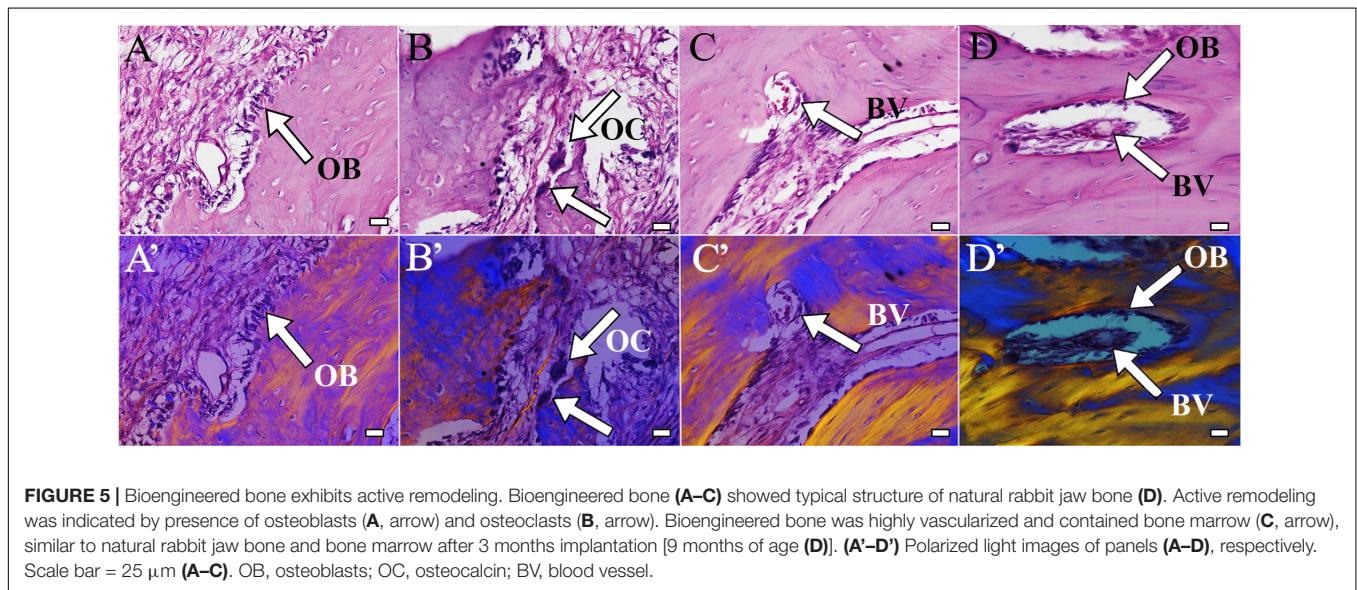 A
B
C
D
OB
OC
BV
OB
BV
A'
B'
C'
D'
OB
OC
BV
OB
BV
FIGURE 5 | Bioengineered bone exhibits active remodeling. Bioengineered bone (A–C) showed typical structure of natural rabbit jaw bone (D). Active remodeling
was indicated by presence of osteoblasts (A, arrow) and osteoclasts (B, arrow). Bioengineered bone was highly vascularized and contained bone marrow (C, arrow),
similar to natural rabbit jaw bone and bone marrow after 3 months implantation [9 months of age (D)]. (A'–D') Polarized light images of panels (A–D), respectively.
Scale bar = 25 μm (A–C). OB, osteoblasts; OC, osteocalcin; BV, blood vessel.